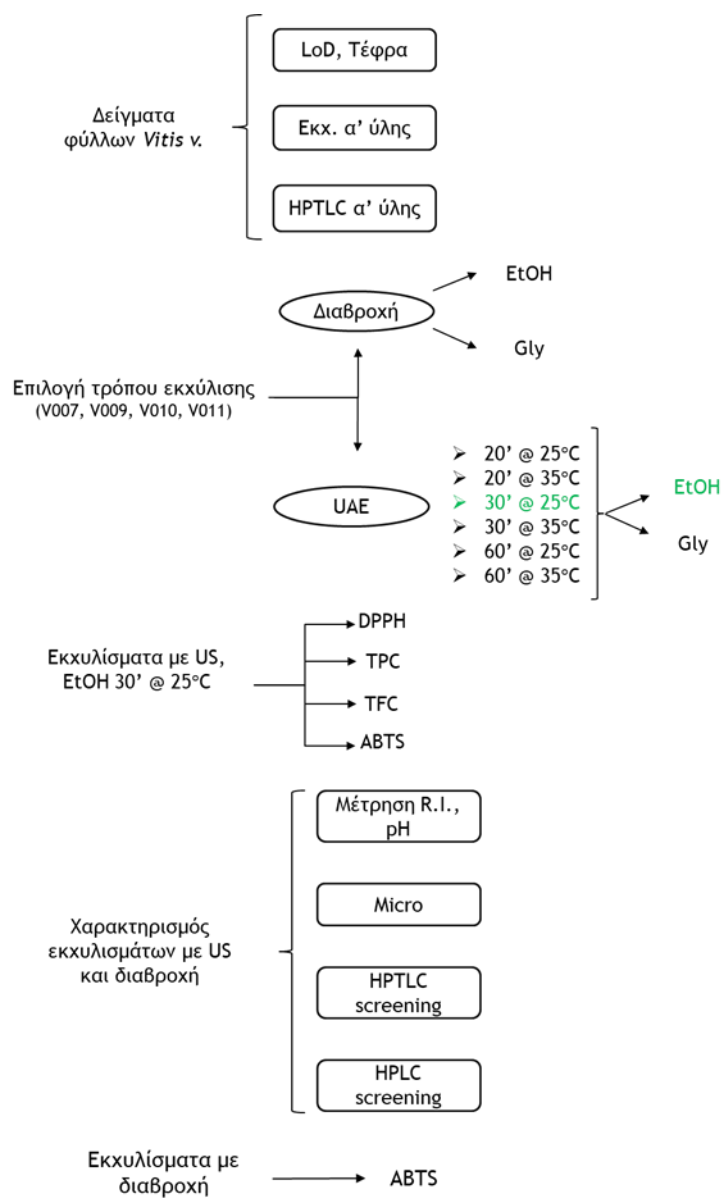 LoD, Τέφρα
Δείγματα
φύλλων Vitis v.
Εκχ. α’ ύλης
HPTLC α’ ύλης
Διαβροχή
EtOH
Gly
Επιλογή τρόπου εκχύλισης
(V007, V009, V010, V011)
UAE
➢ 20’ @ 25°C
➢ 20’ @ 35°C
➢ 30’ @ 25°C
➢ 30’ @ 35°C
➢ 60’ @ 25°C
➢ 60’ @ 35°C
EtOH
Gly
Εκχυλίσματα με US,
EtOH 30’ @ 25°C
DPPH
TPC
TFC
ABTS
Χαρακτηρισμός
εκχυλισμάτων με US
και διαβροχή
Μέτρηση R.I.,
pH
Micro
HPTLC
screening
HPLC
screening
Εκχυλίσματα με
διαβροχή
ABTS